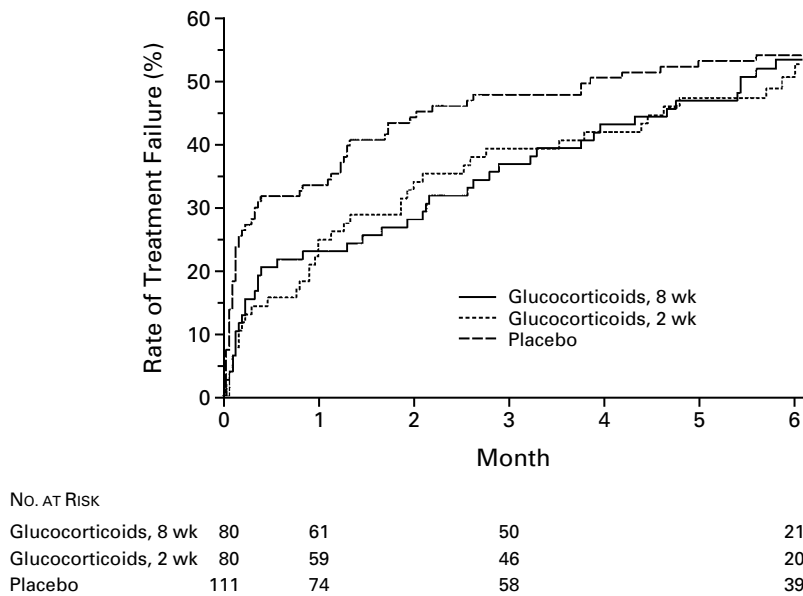 60
50
40
30
20
10
0
Rate of Treatment Failure (%)
Glucocorticoids, 8 wk
Glucocorticoids, 2 wk
Placebo
0 1 2 3 4 5 6
Month
NO. AT RISK
Glucocorticoids, 8 wk 80 61 50 21
Glucocorticoids, 2 wk 80 59 46 20
Placebo 111 74 58 39